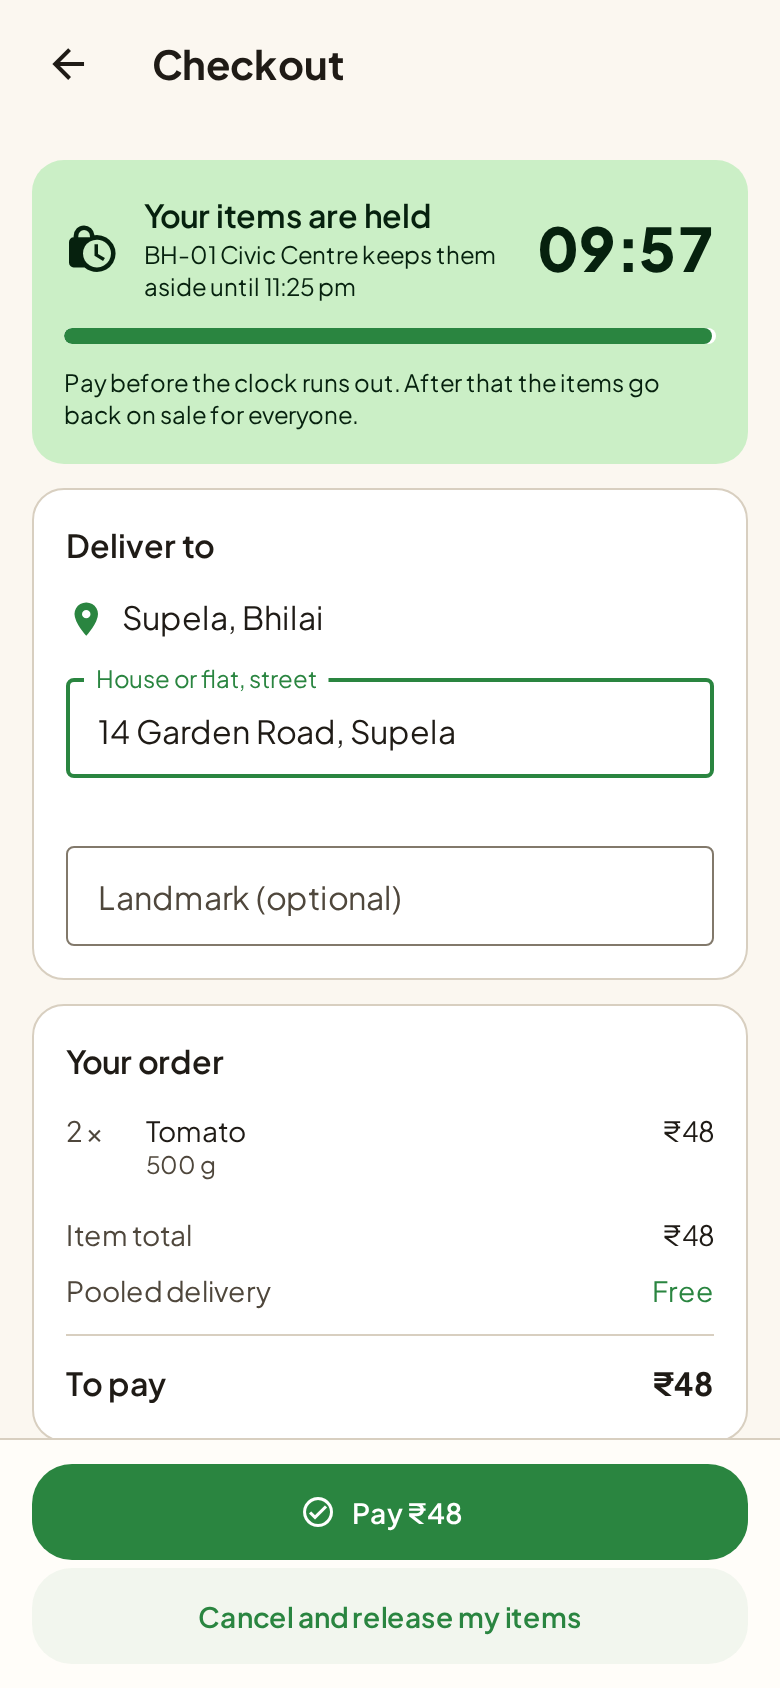 Checkout
Your items are held
BH-01 Civic Centre keeps them
aside until 11:25 pm
09:57
Pay before the clock runs out. After that the items go
back on sale for everyone.
Deliver to
Supela, Bhilai
House or flat, street
14 Garden Road, Supela
Landmark (optional)
Your order
2 × Tomato ₹48
500 g
Item total ₹48
Pooled delivery Free
To pay ₹48
Pay ₹48
Cancel and release my items